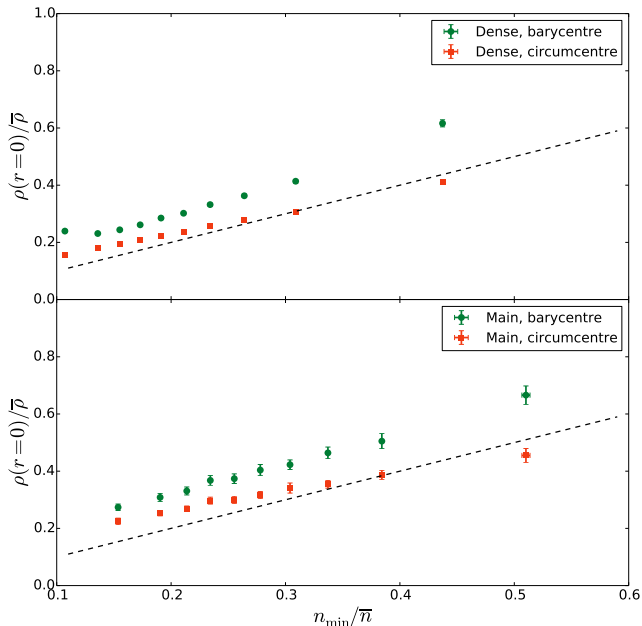 1.0
0.8
0.6
0.4
0.2
0.0
ρ(r=0)/ρ̅
Dense, barycentre
Dense, circumcentre
0.8
0.6
0.4
0.2
0.0
ρ(r=0)/ρ̅
Main, barycentre
Main, circumcentre
0.1 0.2 0.3 0.4 0.5 0.6
n_min/n̅